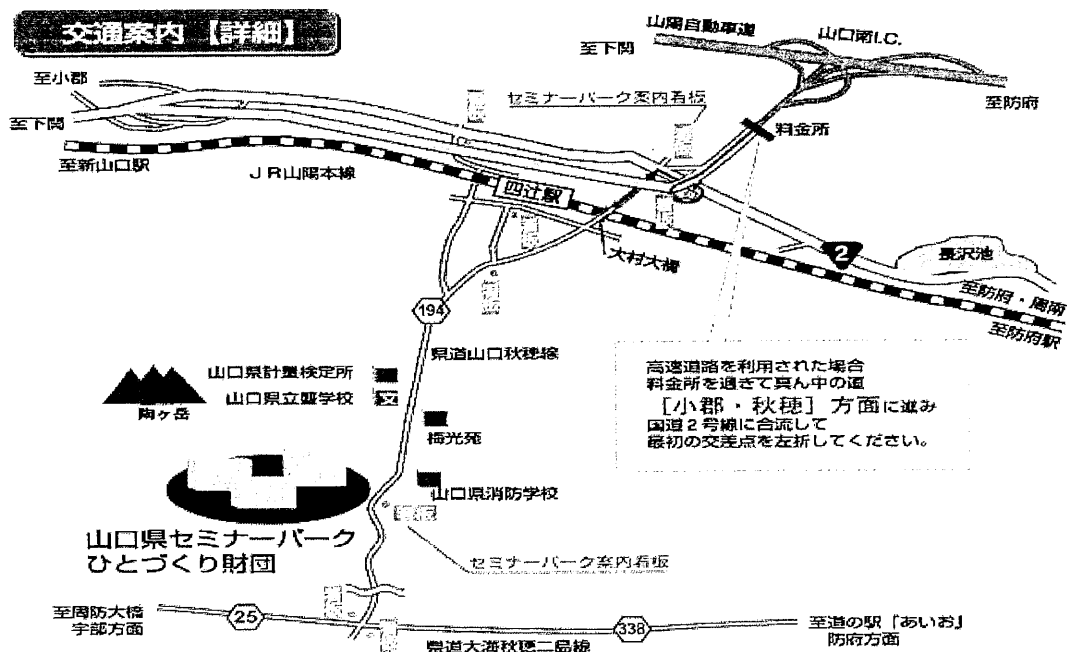 交通案内【詳細】
山陽自動車道
山口南I.C.
至下関
至防府
至小郡
至下関
セミナーパーク案内看板
料金所
至新山口駅
JR山陽本線
四辻駅
大村大橋
2
長沢池
至防府・周南
至防府駅
194
県道山口秋穂線
高速道路を利用された場合
料金所を過ぎて真ん中の道
[小郡・秋穂]方面に進み
国道2号線に合流して
最初の交差点を左折してください。
山口県計量検定所
山口県立聾学校
文
陶ヶ岳
梅光苑
山口県消防学校
山口県セミナーパーク
ひとづくり財団
セミナーパーク案内看板
至周防大橋
宇部方面
25
338
県道大海秋穂二島線
至道の駅『あいお』
防府方面